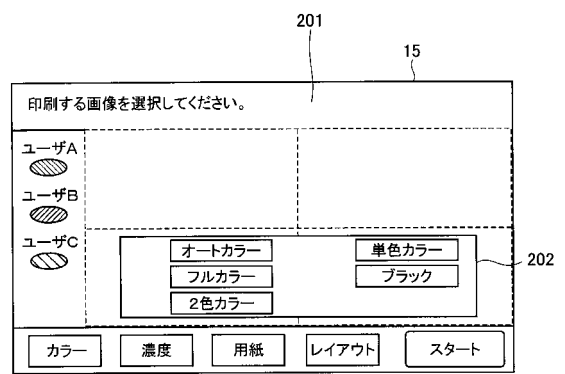 201
15
印刷する画像を選択してください。
ユーザA
ユーザB
ユーザC
オートカラー
単色カラー
フルカラー
ブラック
2色カラー
202
カラー
濃度
用紙
レイアウト
スタート